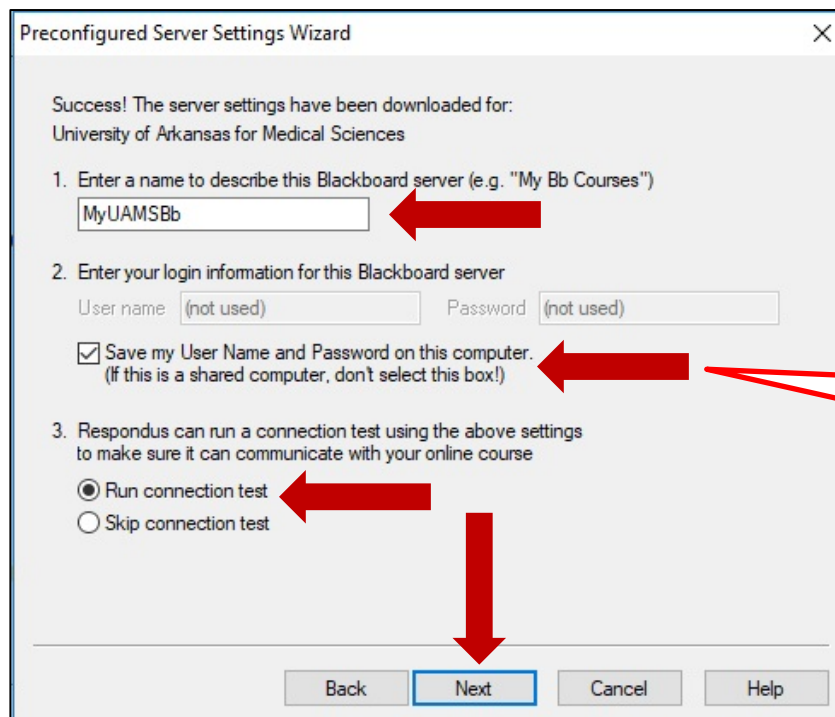 Preconfigured Server Settings Wizard
Success! The server settings have been downloaded for:
University of Arkansas for Medical Sciences
1. Enter a name to describe this Blackboard server (e.g. "My Bb Courses")
MyUAMSBb
2. Enter your login information for this Blackboard server
User name (not used) Password (not used)
Save my User Name and Password on this computer.
(If this is a shared computer, don't select this box!)
3. Respondus can run a connection test using the above settings
to make sure it can communicate with your online course
Run connection test
Skip connection test
Back Next Cancel Help